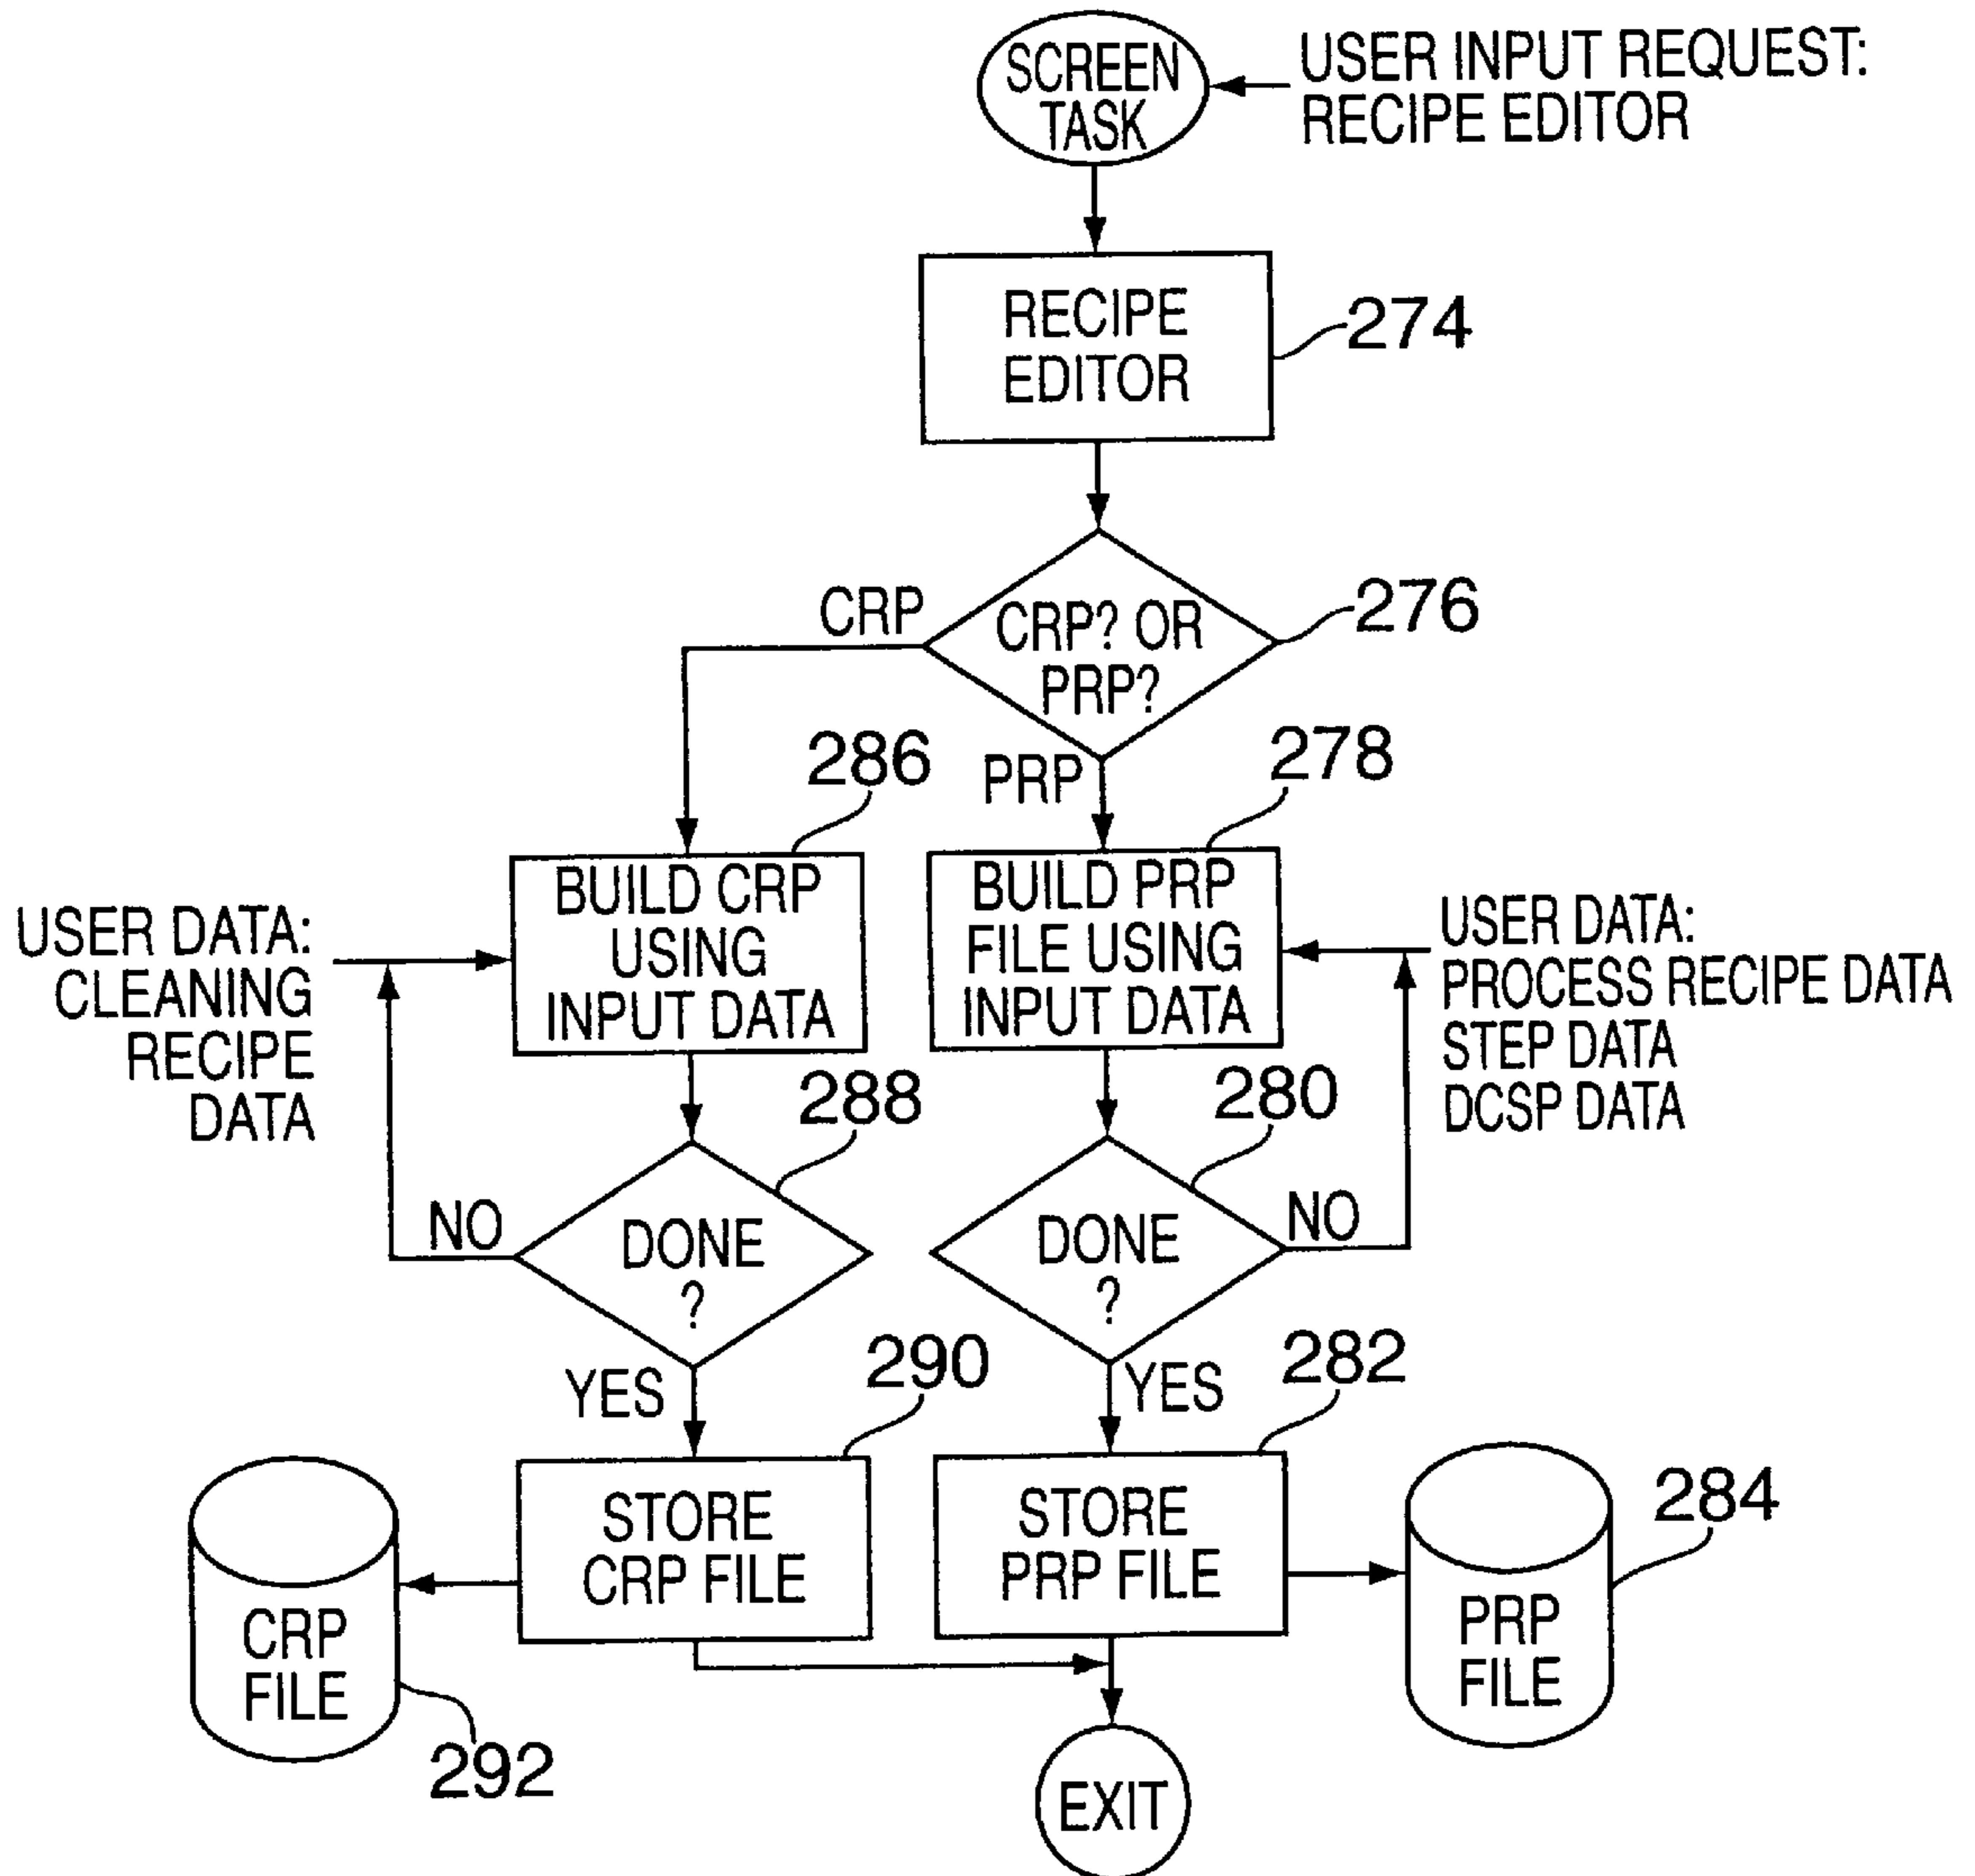 SCREEN
TASK
USER INPUT REQUEST:
RECIPE EDITOR
RECIPE
EDITOR
274
CRP
CRP? OR
PRP?
276
PRP
286
278
BUILD CRP
USING
INPUT DATA
BUILD PRP
FILE USING
INPUT DATA
USER DATA:
CLEANING
RECIPE
DATA
USER DATA:
PROCESS RECIPE DATA
STEP DATA
DCSP DATA
288
280
NO
DONE
?
DONE
?
NO
YES
290
YES
282
STORE
CRP FILE
STORE
PRP FILE
284
CRP
FILE
PRP
FILE
292
EXIT